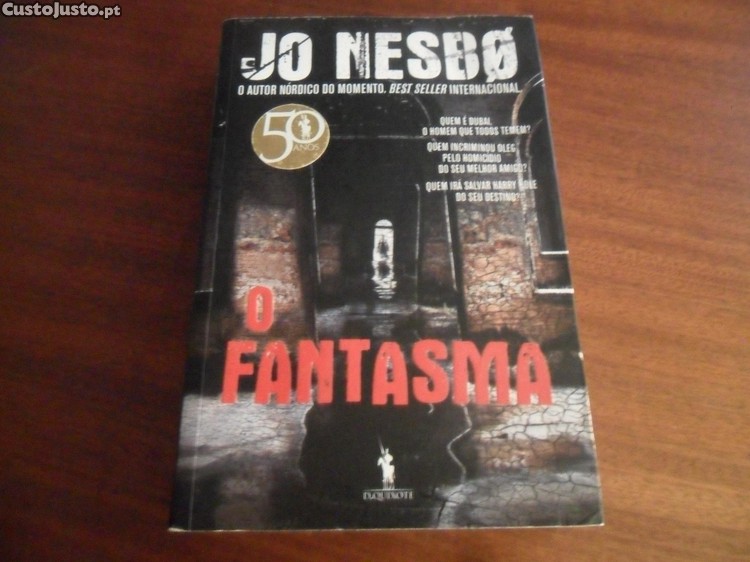 CustoJusto.pt
JO NESBØ
O AUTOR NÓRDICO DO MOMENTO. BEST SELLER INTERNACIONAL
50
ANOS
QUEM É DUBAI,
O HOMEM QUE TODOS TEMEM?
QUEM INCRIMINOU OLEG
PELO HOMICÍDIO
DO SEU MELHOR AMIGO?
QUEM IRÁ SALVAR HARRY HOLE
DO SEU DESTINO?
O
FANTASMA
D.QUIXOTE